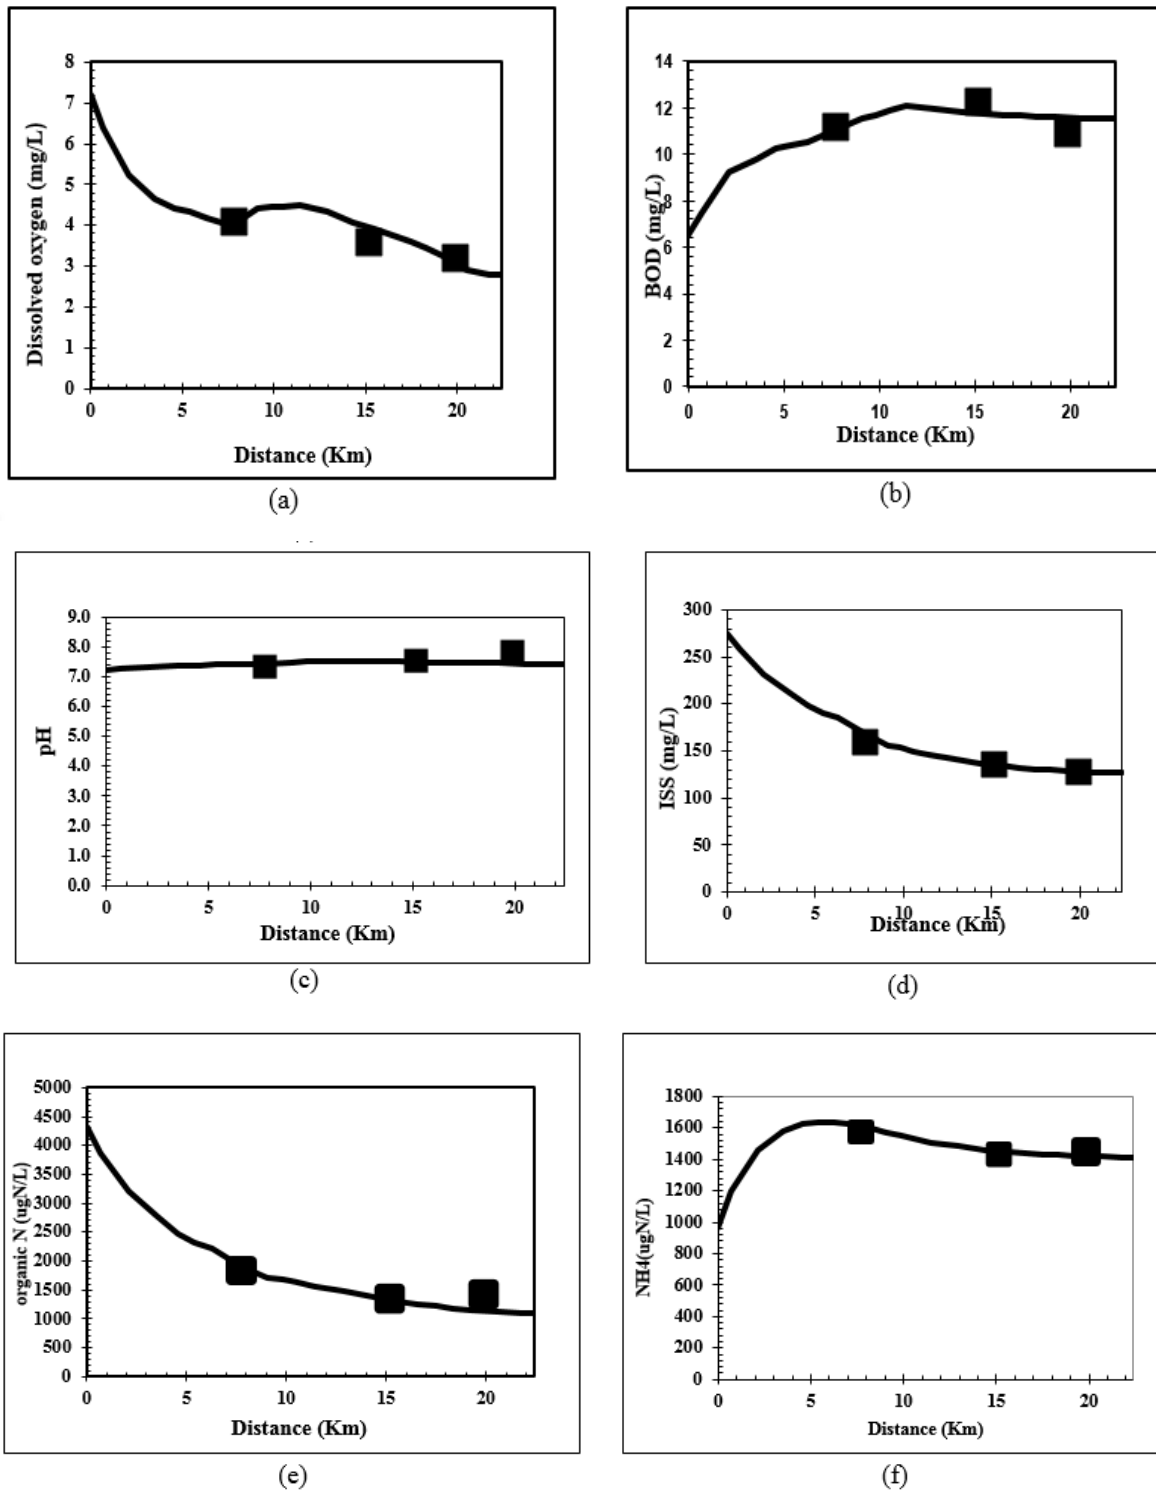 8
7
6
5
4
3
2
1
0
Dissolved oxygen (mg/L)
0 5 10 15 20
Distance (Km)
(a)
14
12
10
8
6
4
2
0
BOD (mg/L)
0 5 10 15 20
Distance (Km)
(b)
9.0
8.0
7.0
6.0
5.0
4.0
3.0
2.0
1.0
0.0
pH
0 5 10 15 20
Distance (Km)
(c)
300
250
200
150
100
50
0
ISS (mg/L)
0 5 10 15 20
Distance (Km)
(d)
5000
4500
4000
3500
3000
2500
2000
1500
1000
500
0
organic N (ugN/L)
0 5 10 15 20
Distance (Km)
(e)
1800
1600
1400
1200
1000
800
600
400
200
0
NH4(ugN/L)
0 5 10 15 20
Distance (Km)
(f)